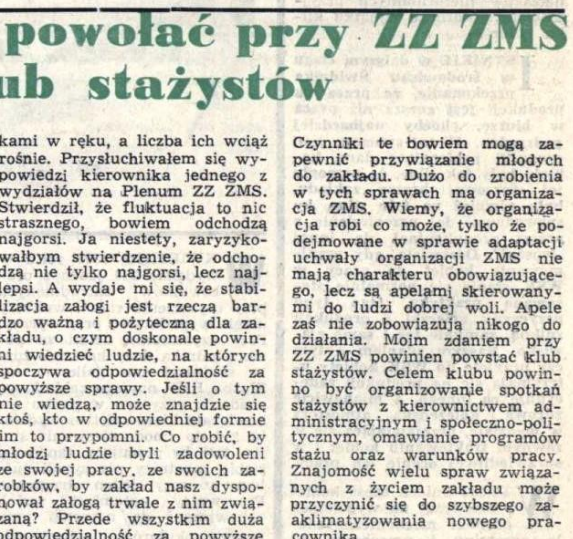 powołać przy ZZ ZMS
ub stażystów
kami w ręku, a liczba ich wciąż
rośnie. Przysłuchiwałem się wy-
powiedzi kierownika jednego z
wydziałów na Plenum ZZ ZMS.
Stwierdził, że fluktuacja to nic
strasznego, bowiem odchodzą
najgorsi. Ja niestety, zaryzyko-
wałbym stwierdzenie, że odcho-
dzą nie tylko najgorsi, lecz naj-
lepsi. A wydaje mi się, że stabi-
lizacja załogi jest rzeczą bar-
dzo ważną i pożyteczną dla za-
kładu, o czym doskonale powin-
ni wiedzieć ludzie, na których
spoczywa odpowiedzialność za
powyższe sprawy. Jeśli o tym
nie wiedzą, może znajdzie się
ktoś, kto w odpowiedniej formie
im to przypomni. Co robić, by
młodzi ludzie byli zadowoleni
ze swojej pracy, ze swoich za-
robków, by zakład nasz dyspo-
nował załogą trwale z nim zwią-
zaną? Przede wszystkim duża
odpowiedzialność za powyższe
Czynniki te bowiem mogą za-
pewnić przywiązanie młodych
do zakładu. Dużo do zrobienia
w tych sprawach ma organiza-
cja ZMS. Wiemy, że organiza-
cja robi co może, tylko że po-
dejmowane w sprawie adaptacji
uchwały organizacji ZMS nie
mają charakteru obowiązujące-
go, lecz są apelami skierowany-
mi do ludzi dobrej woli. Apele
zaś nie zobowiązują nikogo do
działania. Moim zdaniem przy
ZZ ZMS powinien powstać klub
stażystów. Celem klubu powin-
no być organizowanie spotkań
stażystów z kierownictwem ad-
ministracyjnym i społeczno-poli-
tycznym, omawianie programów
stażu oraz warunków pracy.
Znajomość wielu spraw związa-
nych z życiem zakładu może
przyczynić się do szybszego za-
aklimatyzowania nowego pra-
cownika